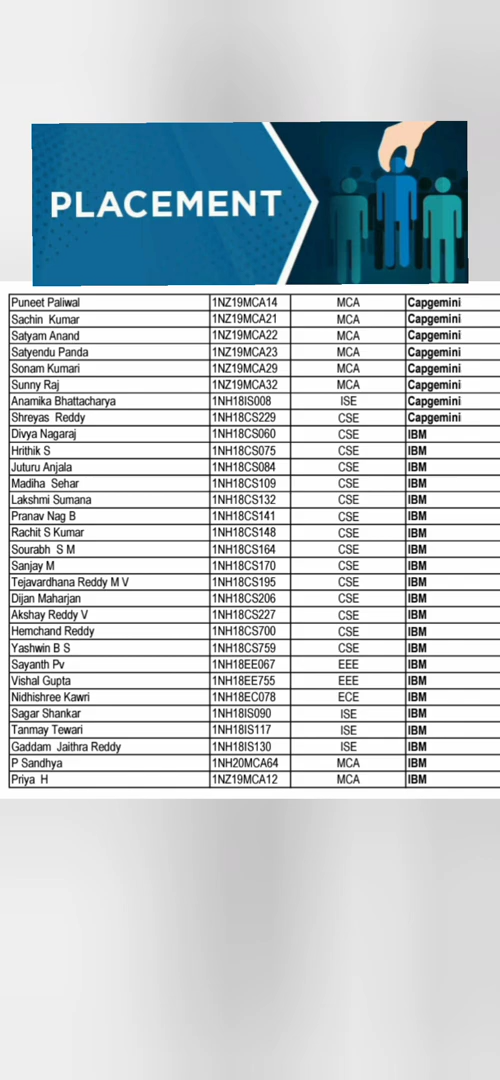 PLACEMENT
Puneet Paliwal 1NZ19MCA14 MCA Capgemini
Sachin Kumar 1NZ19MCA21 MCA Capgemini
Satyam Anand 1NZ19MCA22 MCA Capgemini
Satyendu Panda 1NZ19MCA23 MCA Capgemini
Sonam Kumari 1NZ19MCA29 MCA Capgemini
Sunny Raj 1NZ19MCA32 MCA Capgemini
Anamika Bhattacharya 1NH18IS008 ISE Capgemini
Shreyas Reddy 1NH18CS229 CSE Capgemini
Divya Nagaraj 1NH18CS060 CSE IBM
Hrithik S 1NH18CS075 CSE IBM
Juturu Anjala 1NH18CS084 CSE IBM
Madiha Sehar 1NH18CS109 CSE IBM
Lakshmi Sumana 1NH18CS132 CSE IBM
Pranav Nag B 1NH18CS141 CSE IBM
Rachit S Kumar 1NH18CS148 CSE IBM
Sourabh S M 1NH18CS164 CSE IBM
Sanjay M 1NH18CS170 CSE IBM
Tejavardhana Reddy M V 1NH18CS195 CSE IBM
Dijan Maharjan 1NH18CS206 CSE IBM
Akshay Reddy V 1NH18CS227 CSE IBM
Hemchand Reddy 1NH18CS700 CSE IBM
Yashwin B S 1NH18CS759 CSE IBM
Sayanth Pv 1NH18EE067 EEE IBM
Vishal Gupta 1NH18EE755 EEE IBM
Nidhishree Kawri 1NH18EC078 ECE IBM
Sagar Shankar 1NH18IS090 ISE IBM
Tanmay Tewari 1NH18IS117 ISE IBM
Gaddam Jaithra Reddy 1NH18IS130 ISE IBM
P Sandhya 1NH20MCA64 MCA IBM
Priya H 1NZ19MCA12 MCA IBM